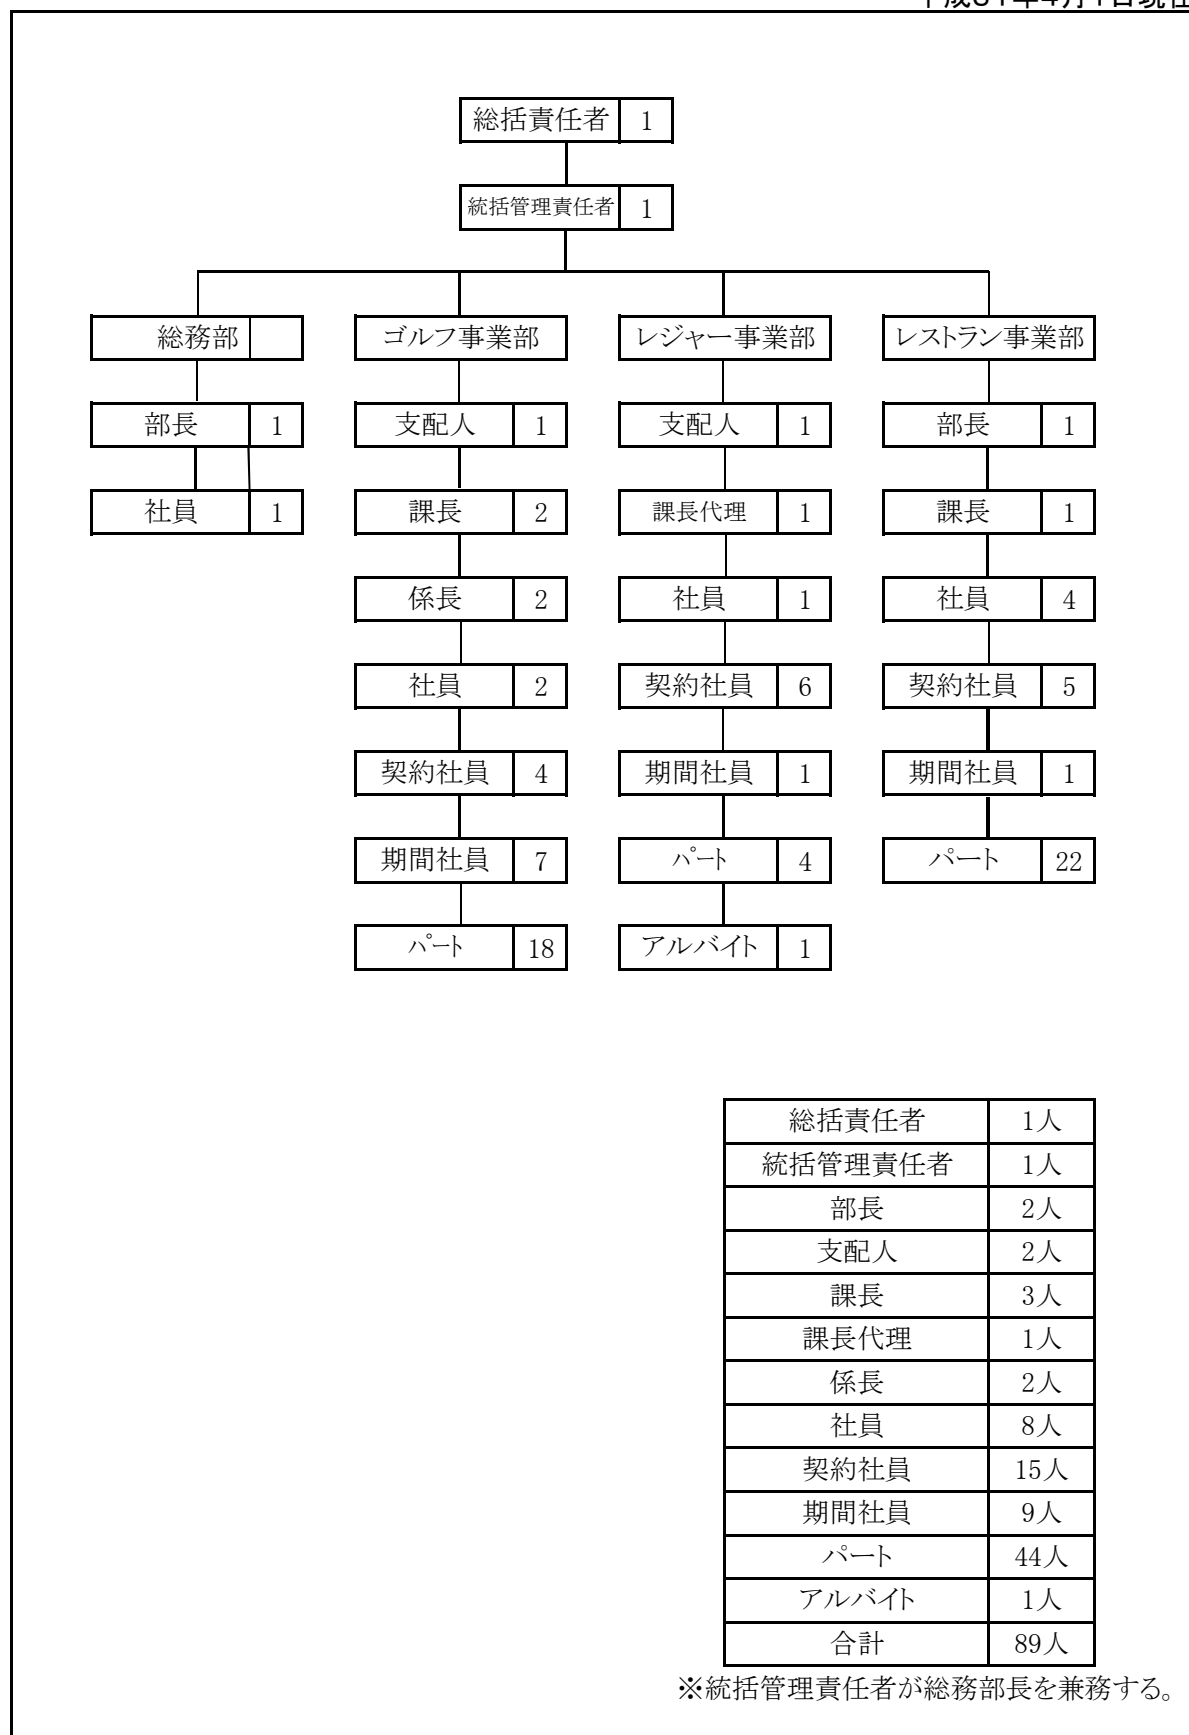 平成31年4月1日現在
総括責任者 1
統括管理責任者 1
総務部 ゴルフ事業部 レジャー事業部 レストラン事業部
部長 1 支配人 1 支配人 1 部長 1
社員 1 課長 2 課長代理 1 課長 1
係長 2 社員 1 社員 4
社員 2 契約社員 6 契約社員 5
契約社員 4 期間社員 1 期間社員 1
期間社員 7 パート 4 パート 22
パート 18 アルバイト 1
総括責任者 1人
統括管理責任者 1人
部長 2人
支配人 2人
課長 3人
課長代理 1人
係長 2人
社員 8人
契約社員 15人
期間社員 9人
パート 44人
アルバイト 1人
合計 89人
※統括管理責任者が総務部長を兼務する。